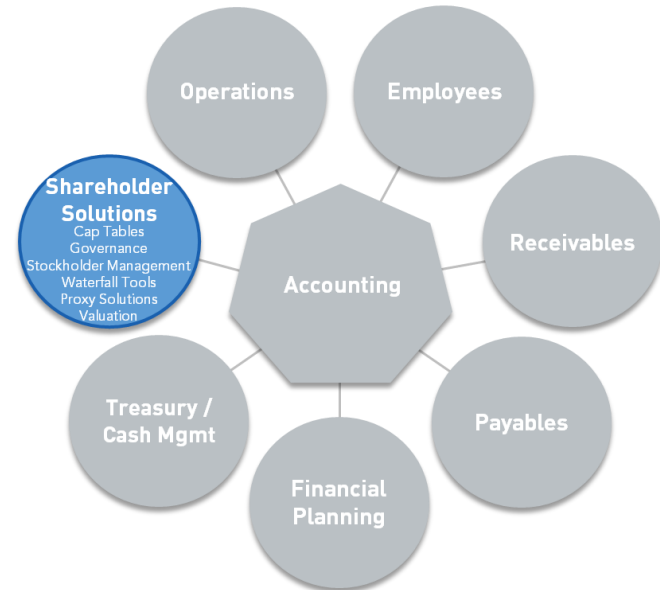 Operations
Employees
Shareholder
Solutions
Cap Tables
Governance
Stockholder Management
Waterfall Tools
Proxy Solutions
Valuation
Receivables
Accounting
Treasury /
Cash Mgmt
Payables
Financial
Planning